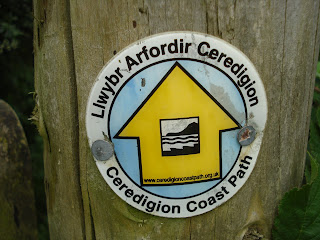 Llwybr Arfordir Ceredigion
www.ceredigioncoastpath.org.uk
Ceredigion Coast Path